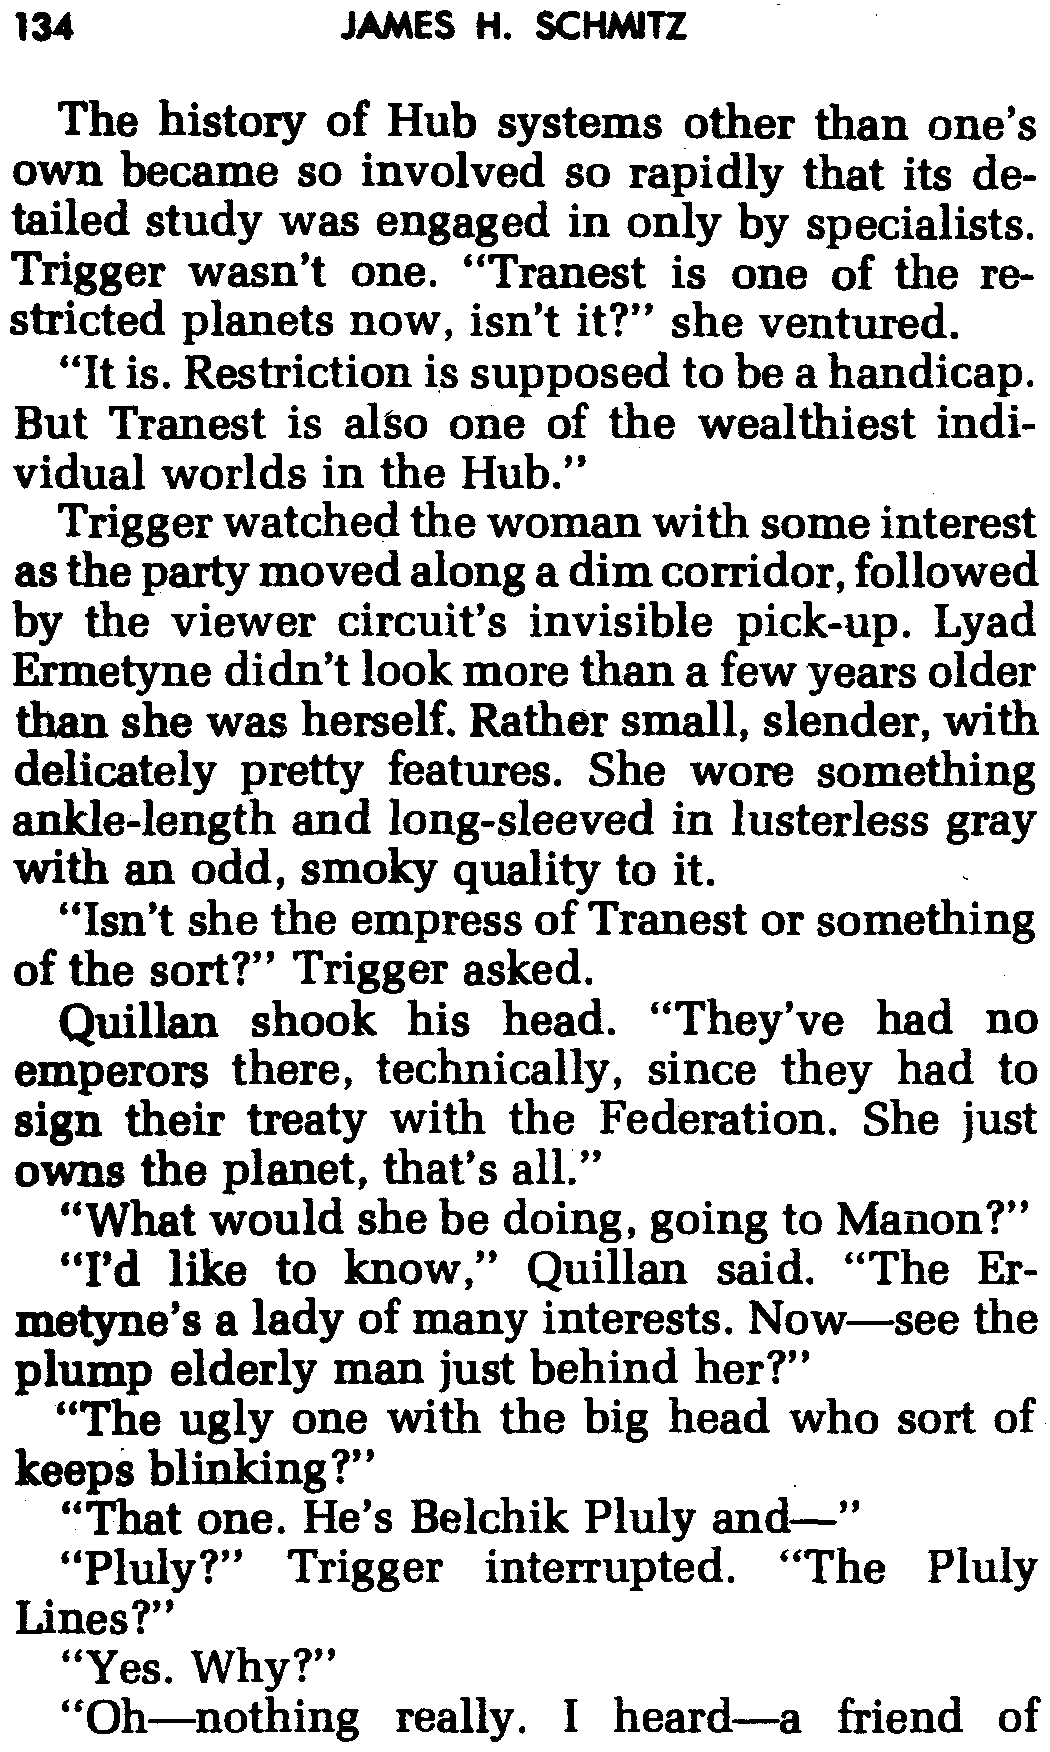 134 JAMES H. SCHMITZ
The history of Hub systems other than one's
own became so involved so rapidly that its de-
tailed study was engaged in only by specialists.
Trigger wasn't one. “Tranest is one of the re-
stricted planets now, isn't it?” she ventured.
“It is. Restriction is supposed to be a handicap.
But Tranest is also one of the wealthiest indi-
vidual worlds in the Hub.”
Trigger watched the woman with some interest
as the party moved along a dim corridor, followed
by the viewer circuit's invisible pick-up. Lyad
Ermetyne didn't look more than a few years older
than she was herself. Rather small, slender, with
delicately pretty features. She wore something
ankle-length and long-sleeved in lusterless gray
with an odd, smoky quality to it.
“Isn't she the empress of Tranest or something
of the sort?” Trigger asked.
Quillan shook his head. “They've had no
emperors there, technically, since they had to
sign their treaty with the Federation. She just
owns the planet, that's all.”
“What would she be doing, going to Manon?”
“I'd like to know,” Quillan said. “The Er-
metyne's a lady of many interests. Now—see the
plump elderly man just behind her?”
“The ugly one with the big head who sort of
keeps blinking?”
“That one. He's Belchik Pluly and—”
“Pluly?” Trigger interrupted. “The Pluly
Lines?”
“Yes. Why?”
“Oh—nothing really. I heard—a friend of